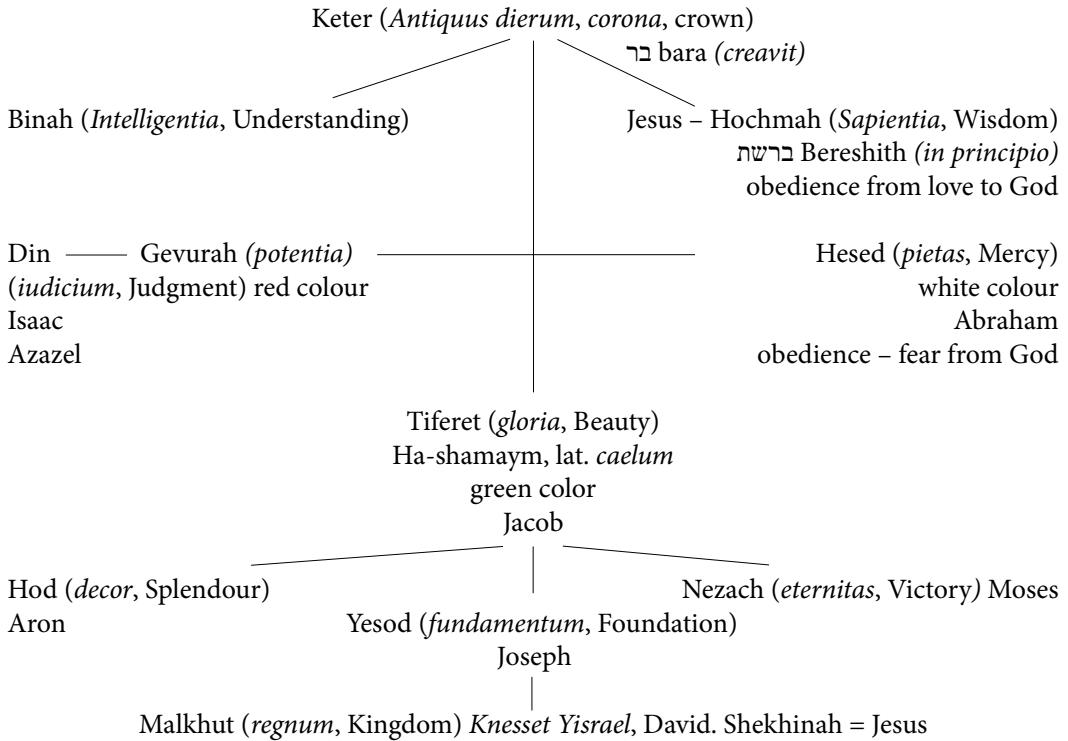 Keter (Antiquus dierum, corona, crown)
בר bara (creavit)
Binah (Intelligentia, Understanding)
Jesus – Hochmah (Sapientia, Wisdom)
ברשת Bereshith (in principio)
obedience from love to God
Din
Gevurah (potentia)
Hesed (pietas, Mercy)
(iudicium, Judgment) red colour
white colour
Isaac
Abraham
Azazel
obedience – fear from God
Tiferet (gloria, Beauty)
Ha-shamaym, lat. caelum
green color
Jacob
Hod (decor, Splendour)
Nezach (eternitas, Victory) Moses
Aron
Yesod (fundamentum, Foundation)
Joseph
Malkhut (regnum, Kingdom) Knesset Yisrael, David. Shekhinah = Jesus